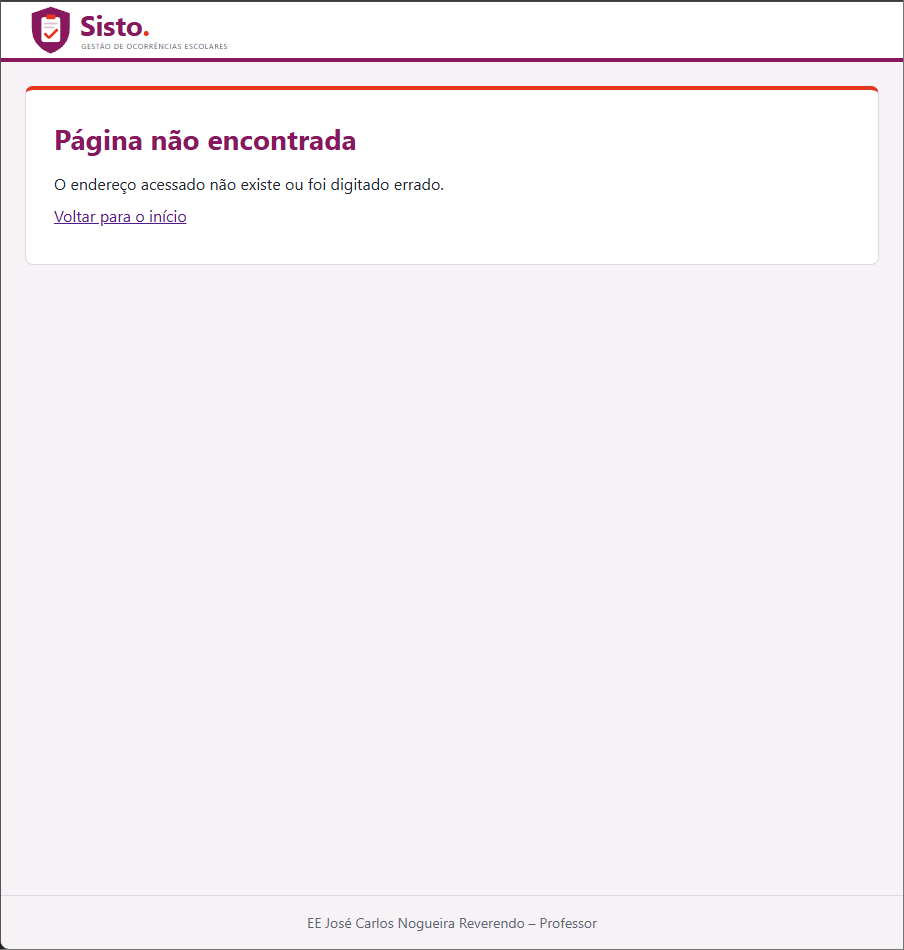 Sisto.
GESTÃO DE OCORRÊNCIAS ESCOLARES
Página não encontrada
O endereço acessado não existe ou foi digitado errado.
Voltar para o início
EE José Carlos Nogueira Reverendo – Professor